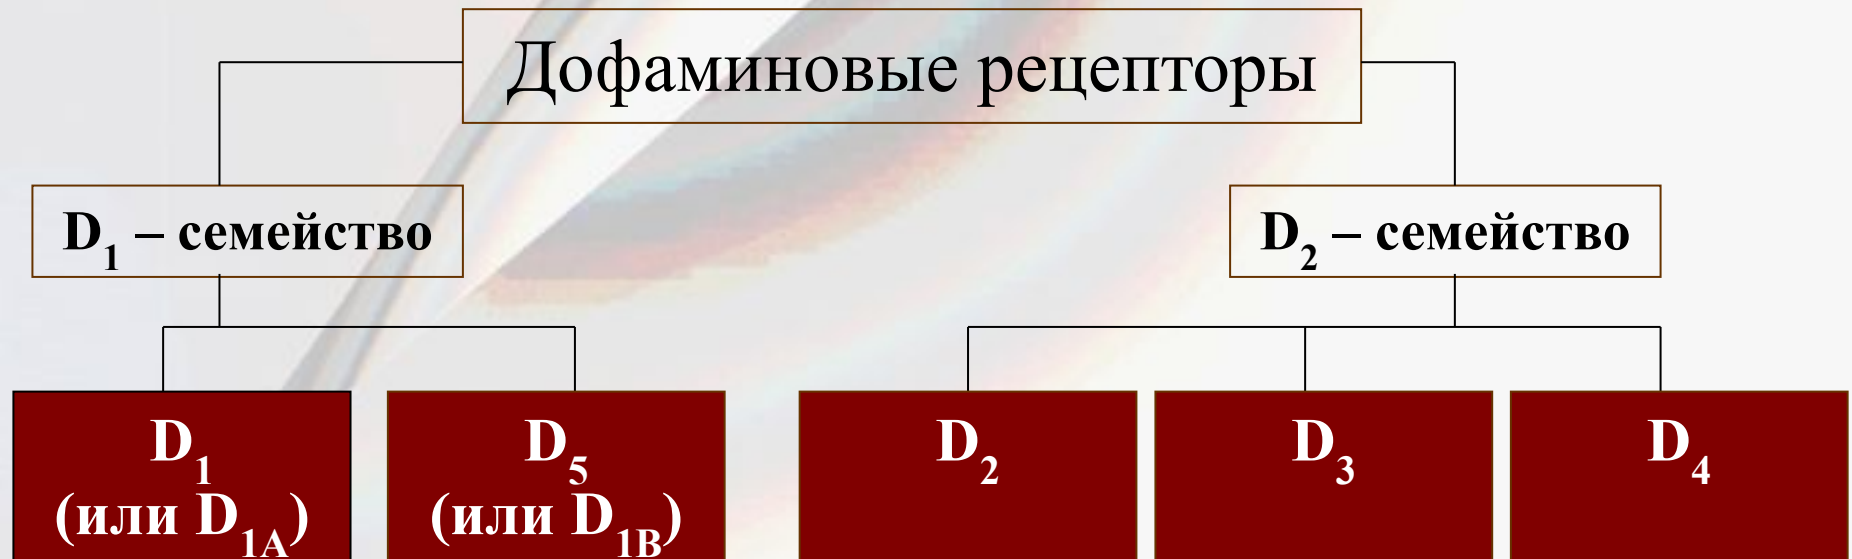 Дофаминовые рецепторы
D₁ – семейство
D₂ – семейство
D₁
(или D₁A)
D₅
(или D₁B)
D₂
D₃
D₄